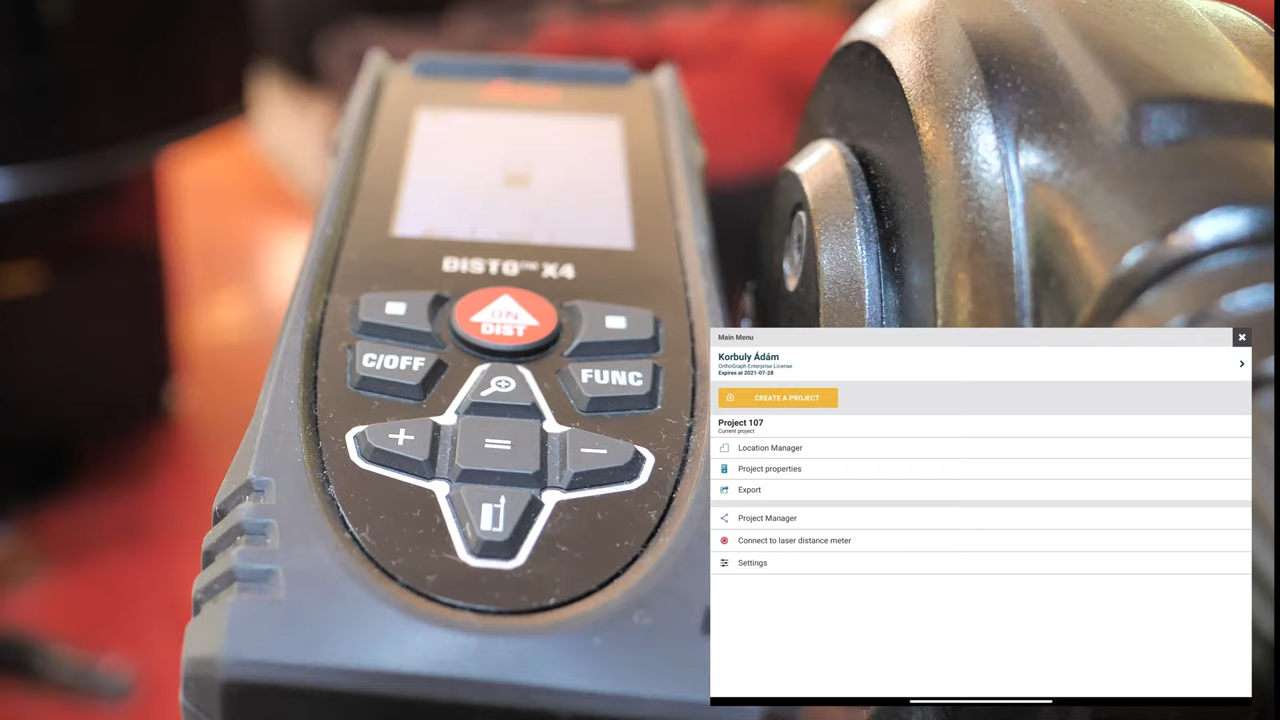 DISTO™ X4
ON
DIST
C/OFF
FUNC
+
=
−
Main Menu
Korbuly Ádám
OrthoGraph Enterprise License
Expires at 2021-07-28
CREATE A PROJECT
Project 107
Current project
Location Manager
Project properties
Export
Project Manager
Connect to laser distance meter
Settings